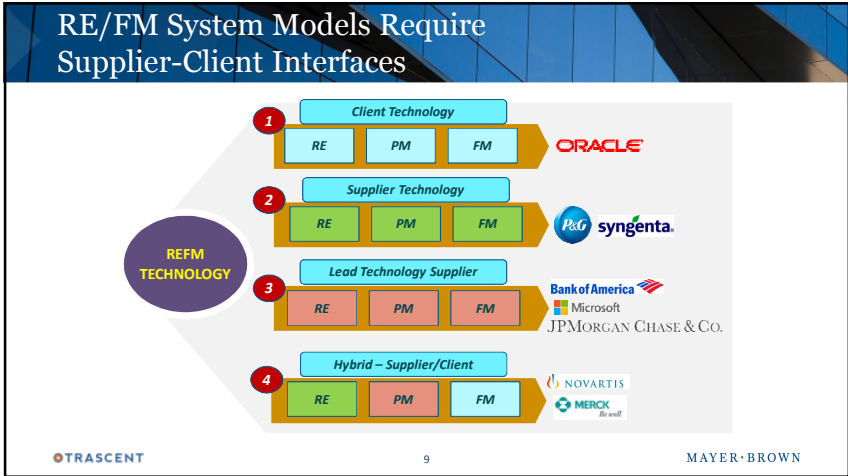 RE/FM System Models Require
Supplier-Client Interfaces
REFM
TECHNOLOGY
1
Client Technology
RE PM FM
ORACLE
2
Supplier Technology
RE PM FM
P&G syngenta.
3
Lead Technology Supplier
RE PM FM
Bank of America
Microsoft
JPMORGAN CHASE & CO.
4
Hybrid – Supplier/Client
RE PM FM
NOVARTIS
MERCK
Be well
TRASCENT
9
MAYER·BROWN